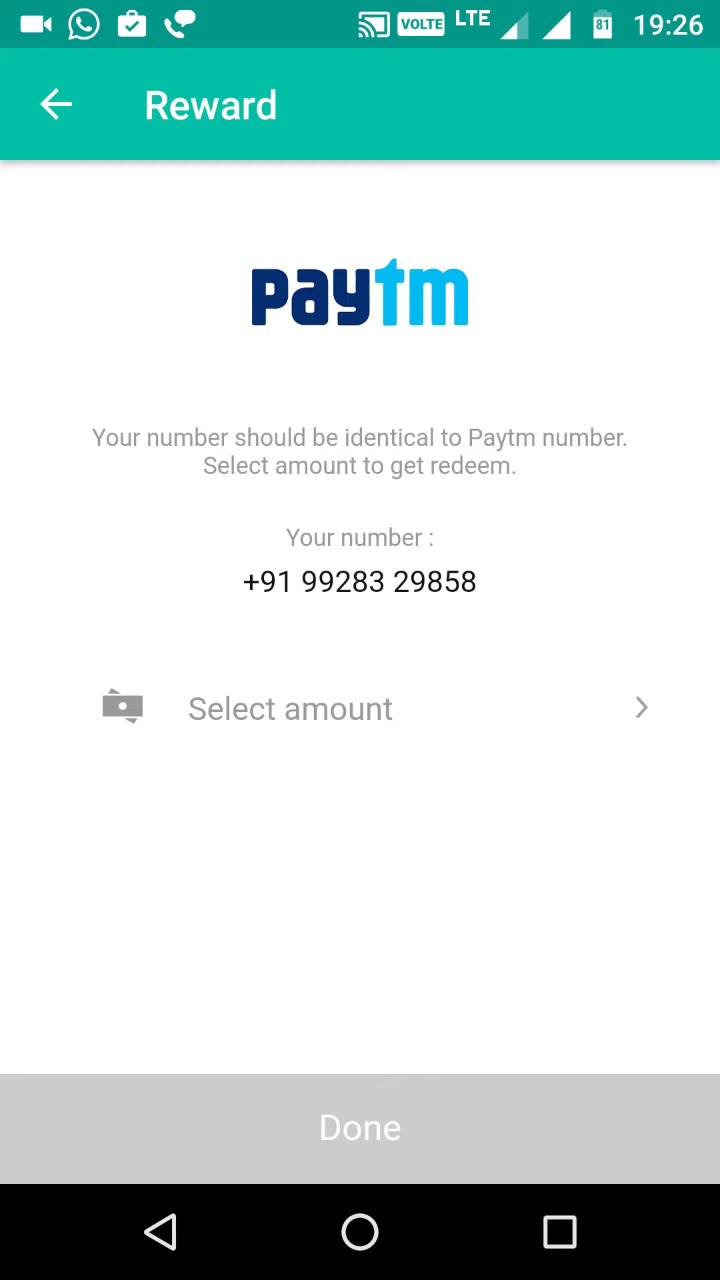 VOLTE LTE 81 19:26
Reward
paytm
Your number should be identical to Paytm number.
Select amount to get redeem.
Your number :
+91 99283 29858
Select amount
Done